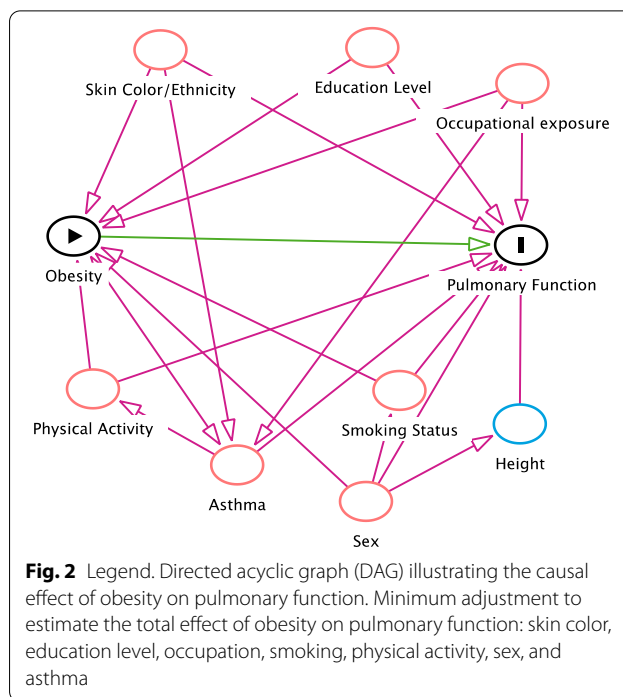 Skin Color/Ethnicity
Education Level
Occupational exposure
Obesity
Pulmonary Function
Physical Activity
Smoking Status
Height
Asthma
Sex
Fig. 2 Legend. Directed acyclic graph (DAG) illustrating the causal
effect of obesity on pulmonary function. Minimum adjustment to
estimate the total effect of obesity on pulmonary function: skin color,
education level, occupation, smoking, physical activity, sex, and
asthma